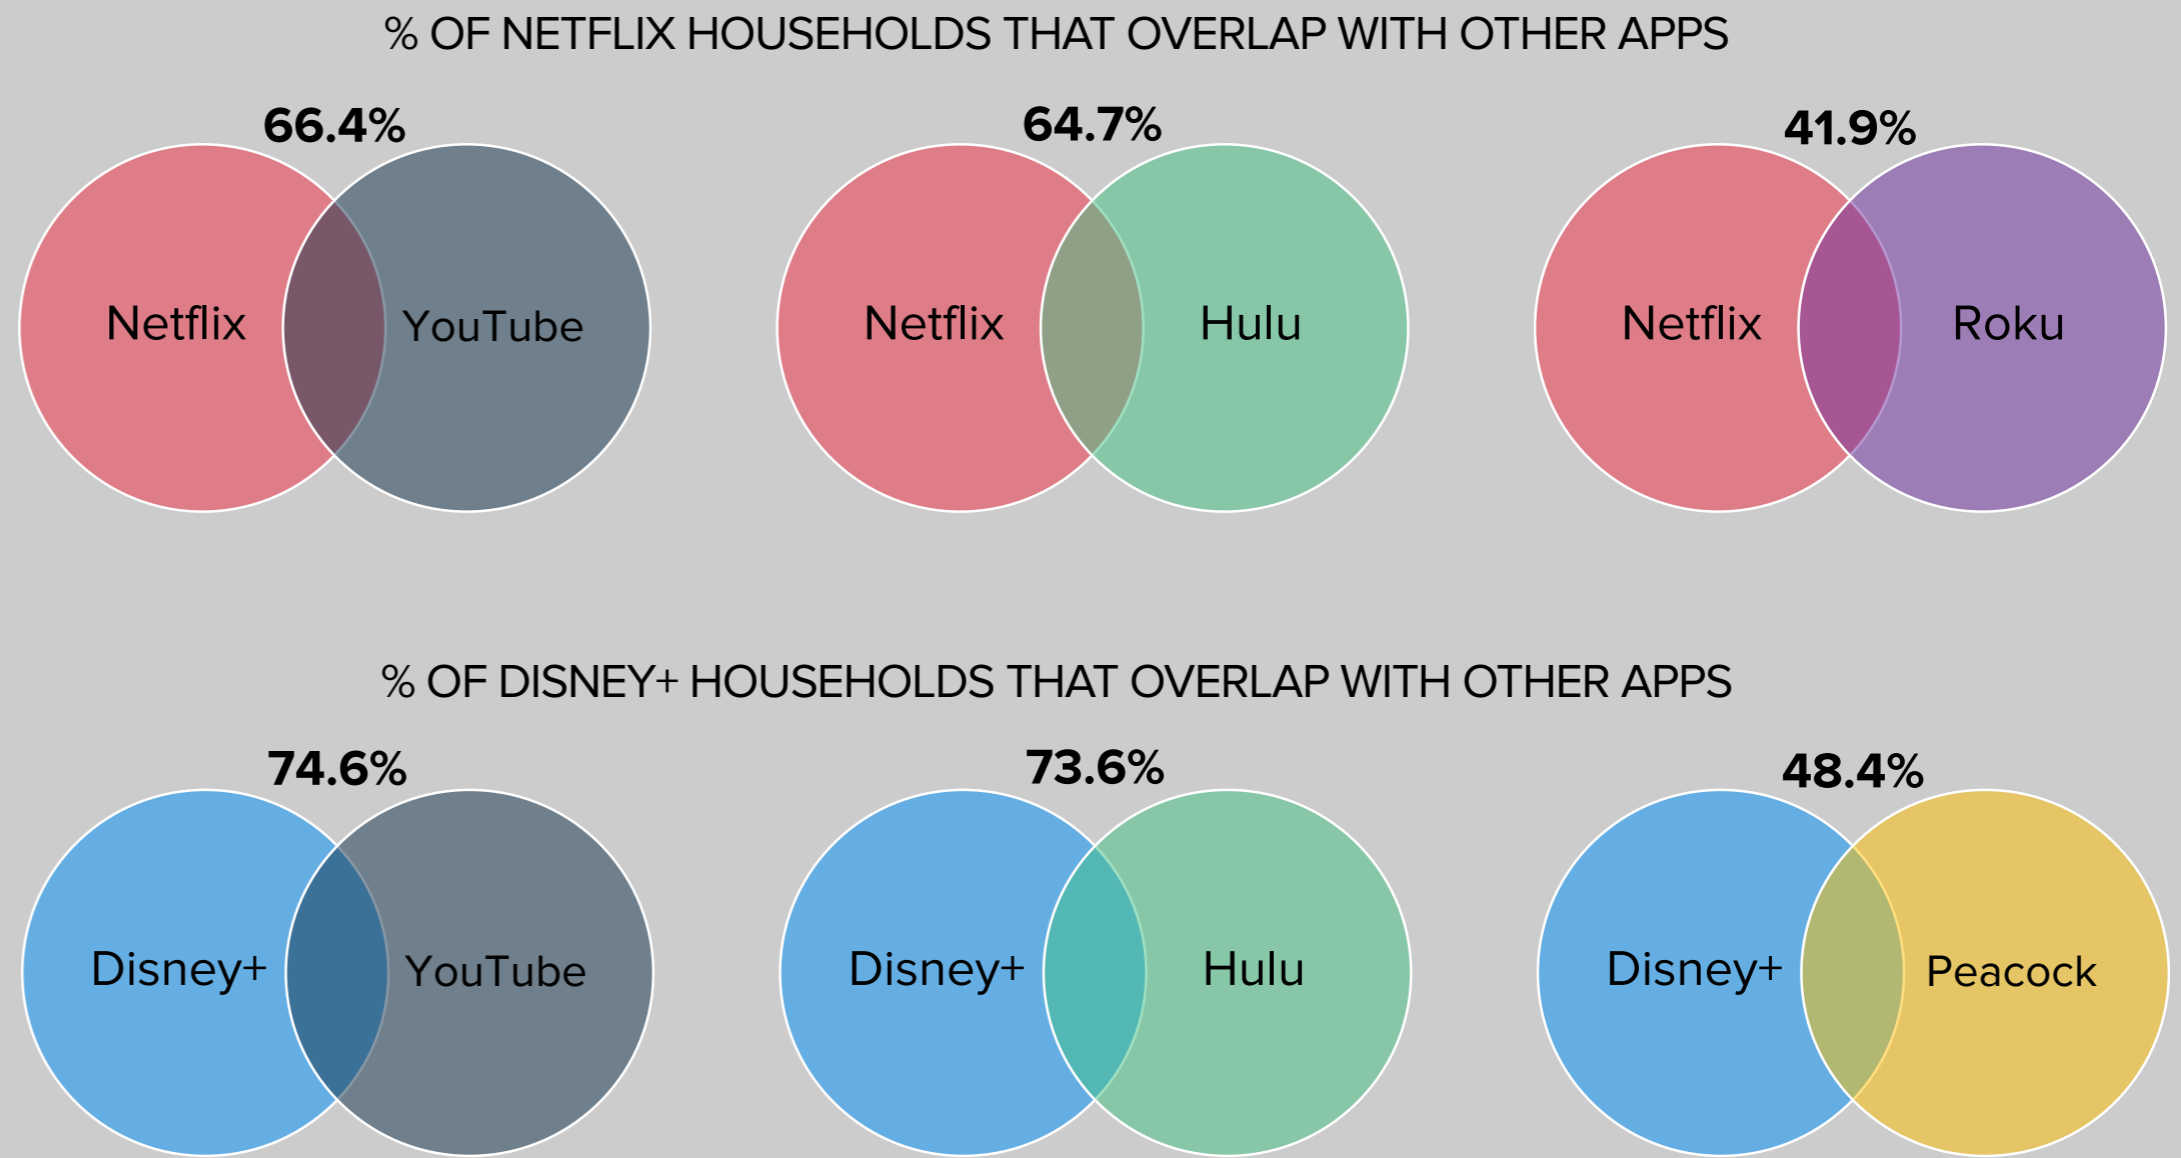 % OF NETFLIX HOUSEHOLDS THAT OVERLAP WITH OTHER APPS
66.4%
64.7%
41.9%
Netflix
YouTube
Netflix
Hulu
Netflix
Roku
% OF DISNEY+ HOUSEHOLDS THAT OVERLAP WITH OTHER APPS
74.6%
73.6%
48.4%
Disney+
YouTube
Disney+
Hulu
Disney+
Peacock